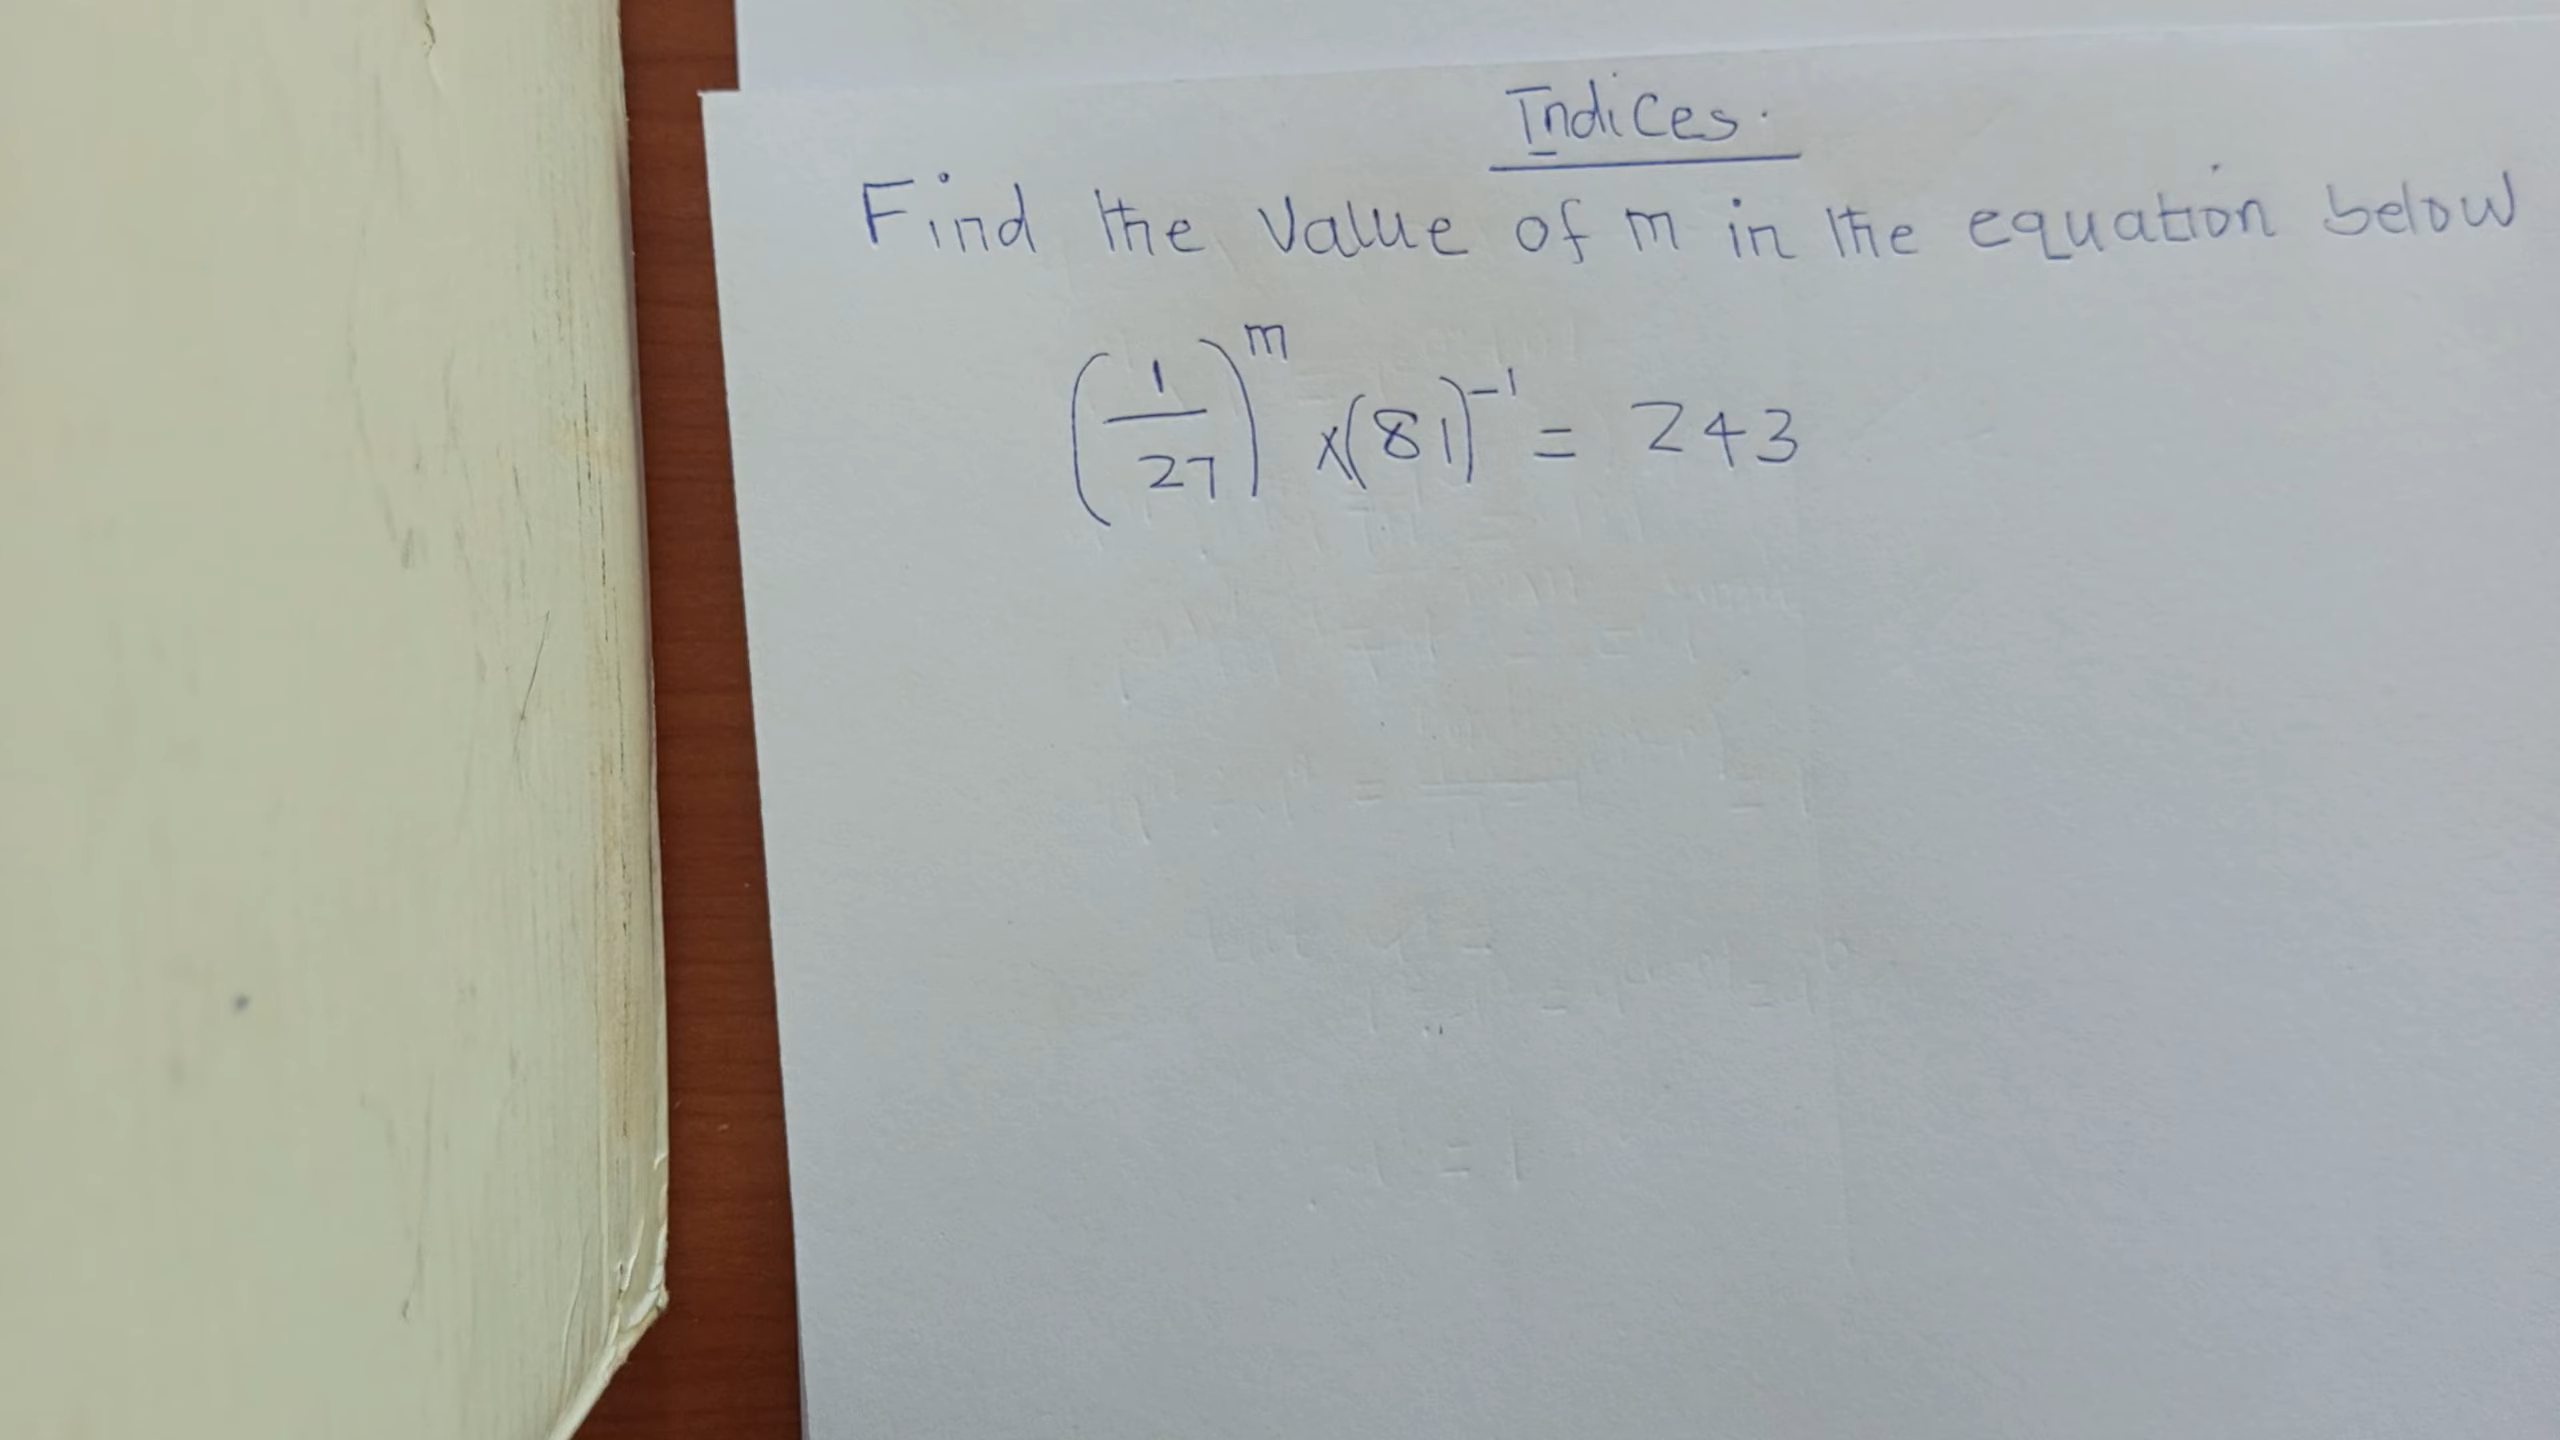 Indices.
Find the value of m in the equation below
(1/27)^m ×(81)^-1 = 243